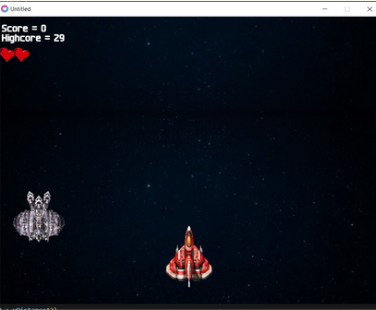 Untitled
Score = 0
Highcore = 29